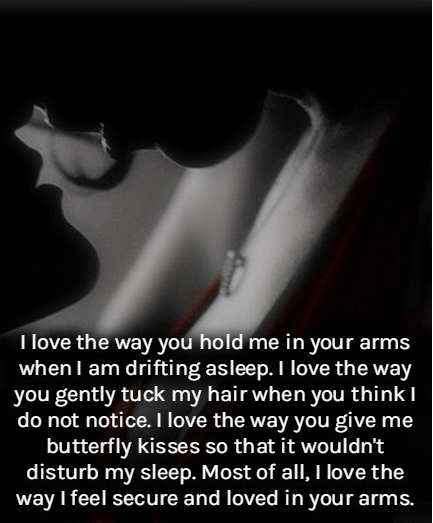 I love the way you hold me in your arms
when I am drifting asleep. I love the way
you gently tuck my hair when you think I
do not notice. I love the way you give me
butterfly kisses so that it wouldn't
disturb my sleep. Most of all, I love the
way I feel secure and loved in your arms.